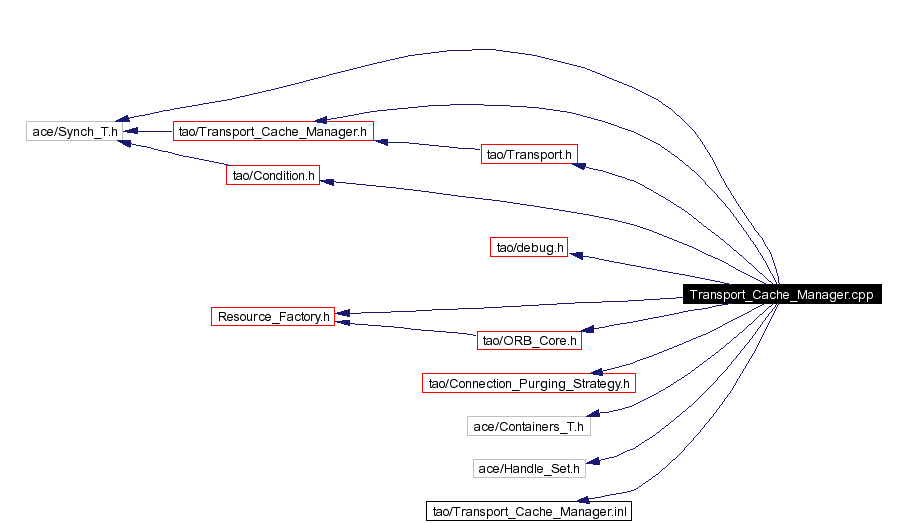 ace/Synch_T.h
tao/Transport_Cache_Manager.h
tao/Transport.h
tao/Condition.h
tao/debug.h
Transport_Cache_Manager.cpp
Resource_Factory.h
tao/ORB_Core.h
tao/Connection_Purging_Strategy.h
ace/Containers_T.h
ace/Handle_Set.h
tao/Transport_Cache_Manager.inl